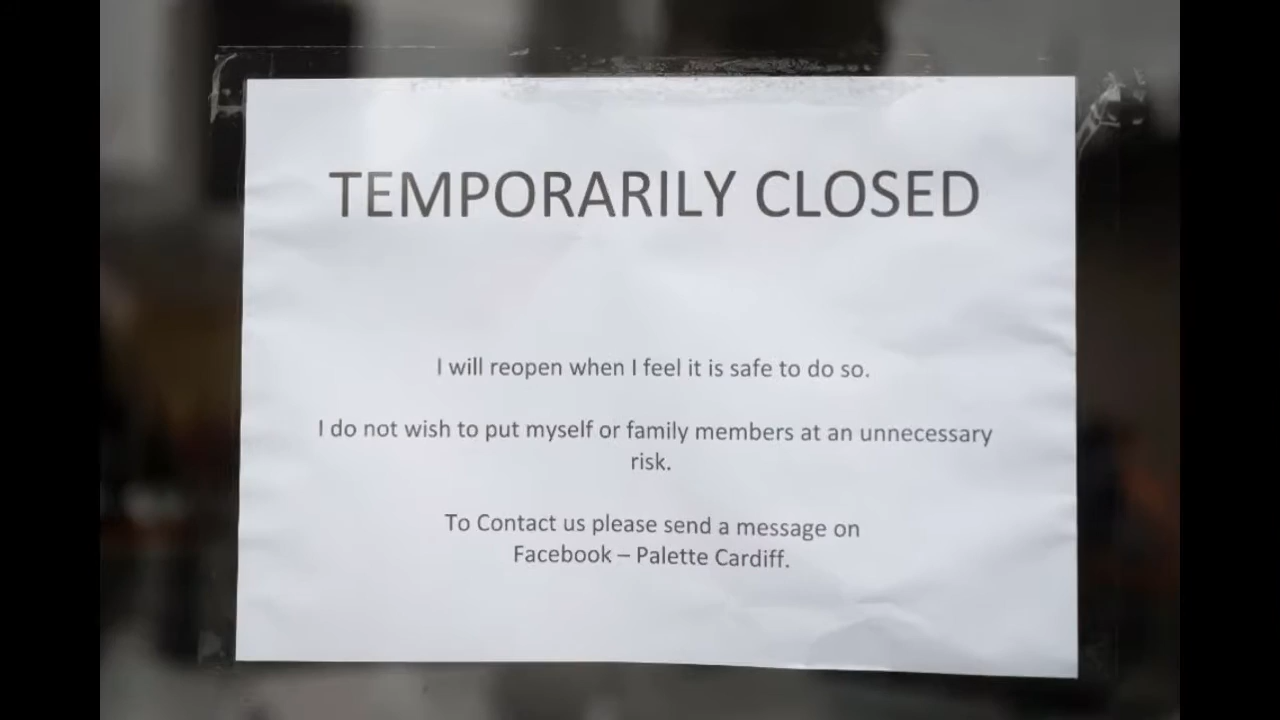 TEMPORARILY CLOSED
I will reopen when I feel it is safe to do so.
I do not wish to put myself or family members at an unnecessary
risk.
To Contact us please send a message on
Facebook – Palette Cardiff.